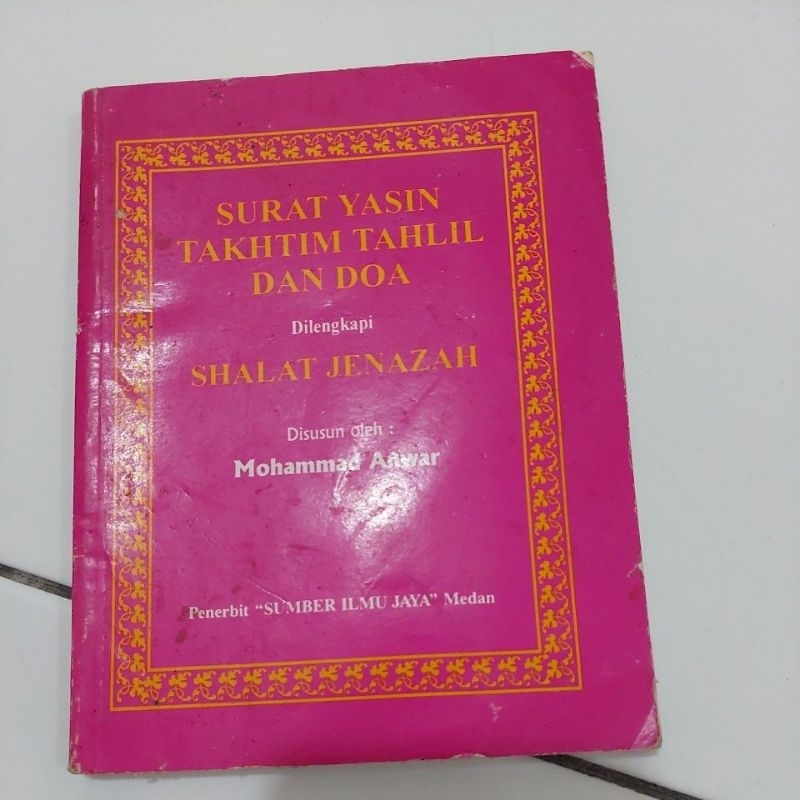 SURAT YASIN
TAKHTIM TAHLIL
DAN DOA
Dilengkapi
SHALAT JENAZAH
Disusun oleh :
Mohammad Anwar
Penerbit "SUMBER ILMU JAYA" Medan